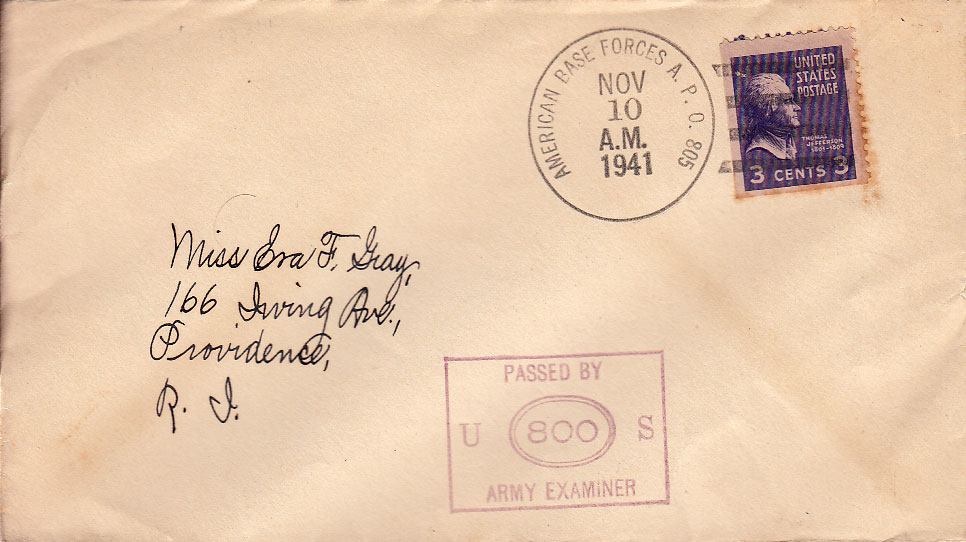 AMERICAN BASE FORCES A.P.O. 805
NOV
10
A.M.
1941
UNITED
STATES
POSTAGE
THOMAS
JEFFERSON
1801-1809
3 CENTS 3
Miss Eva F. Gray,
166 Irving Ave.,
Providence,
R. I.
PASSED BY
U 800 S
ARMY EXAMINER